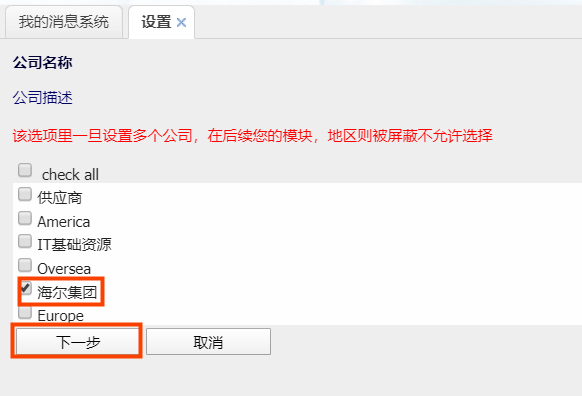 我的消息系统 设置 ×
公司名称
公司描述
该选项里一旦设置多个公司，在后续您的模块，地区则被屏蔽不允许选择
check all
供应商
America
IT基础资源
Oversea
海尔集团
Europe
下一步 取消